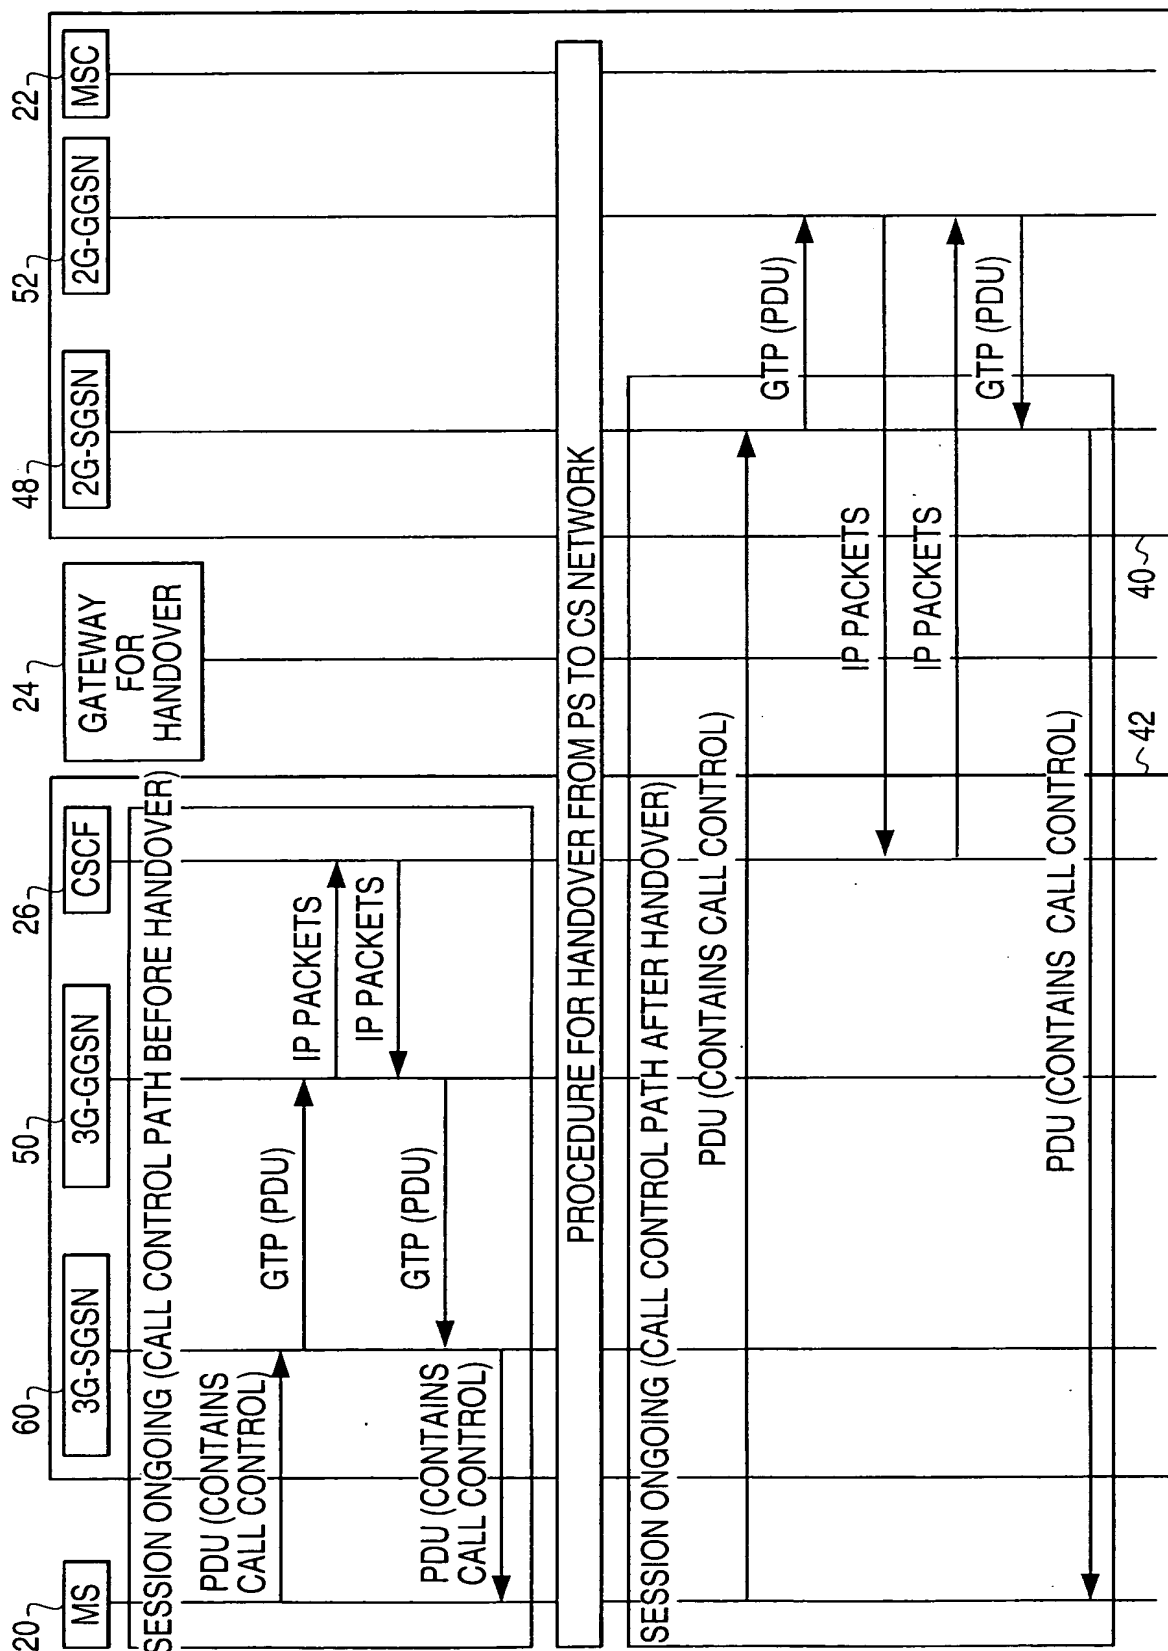 20
60
50
26
24
48
52
22
MS
3G-SGSN
3G-GGSN
CSCF
GATEWAY
FOR
HANDOVER
2G-SGSN
2G-GGSN
MSC
SESSION ONGOING (CALL CONTROL PATH BEFORE HANDOVER)
PDU (CONTAINS
CALL CONTROL)
GTP (PDU)
IP PACKETS
IP PACKETS
GTP (PDU)
PDU (CONTAINS
CALL CONTROL)
PROCEDURE FOR HANDOVER FROM PS TO CS NETWORK
SESSION ONGOING (CALL CONTROL PATH AFTER HANDOVER)
PDU (CONTAINS CALL CONTROL)
GTP (PDU)
IP PACKETS
IP PACKETS
GTP (PDU)
PDU (CONTAINS CALL CONTROL)
42
40